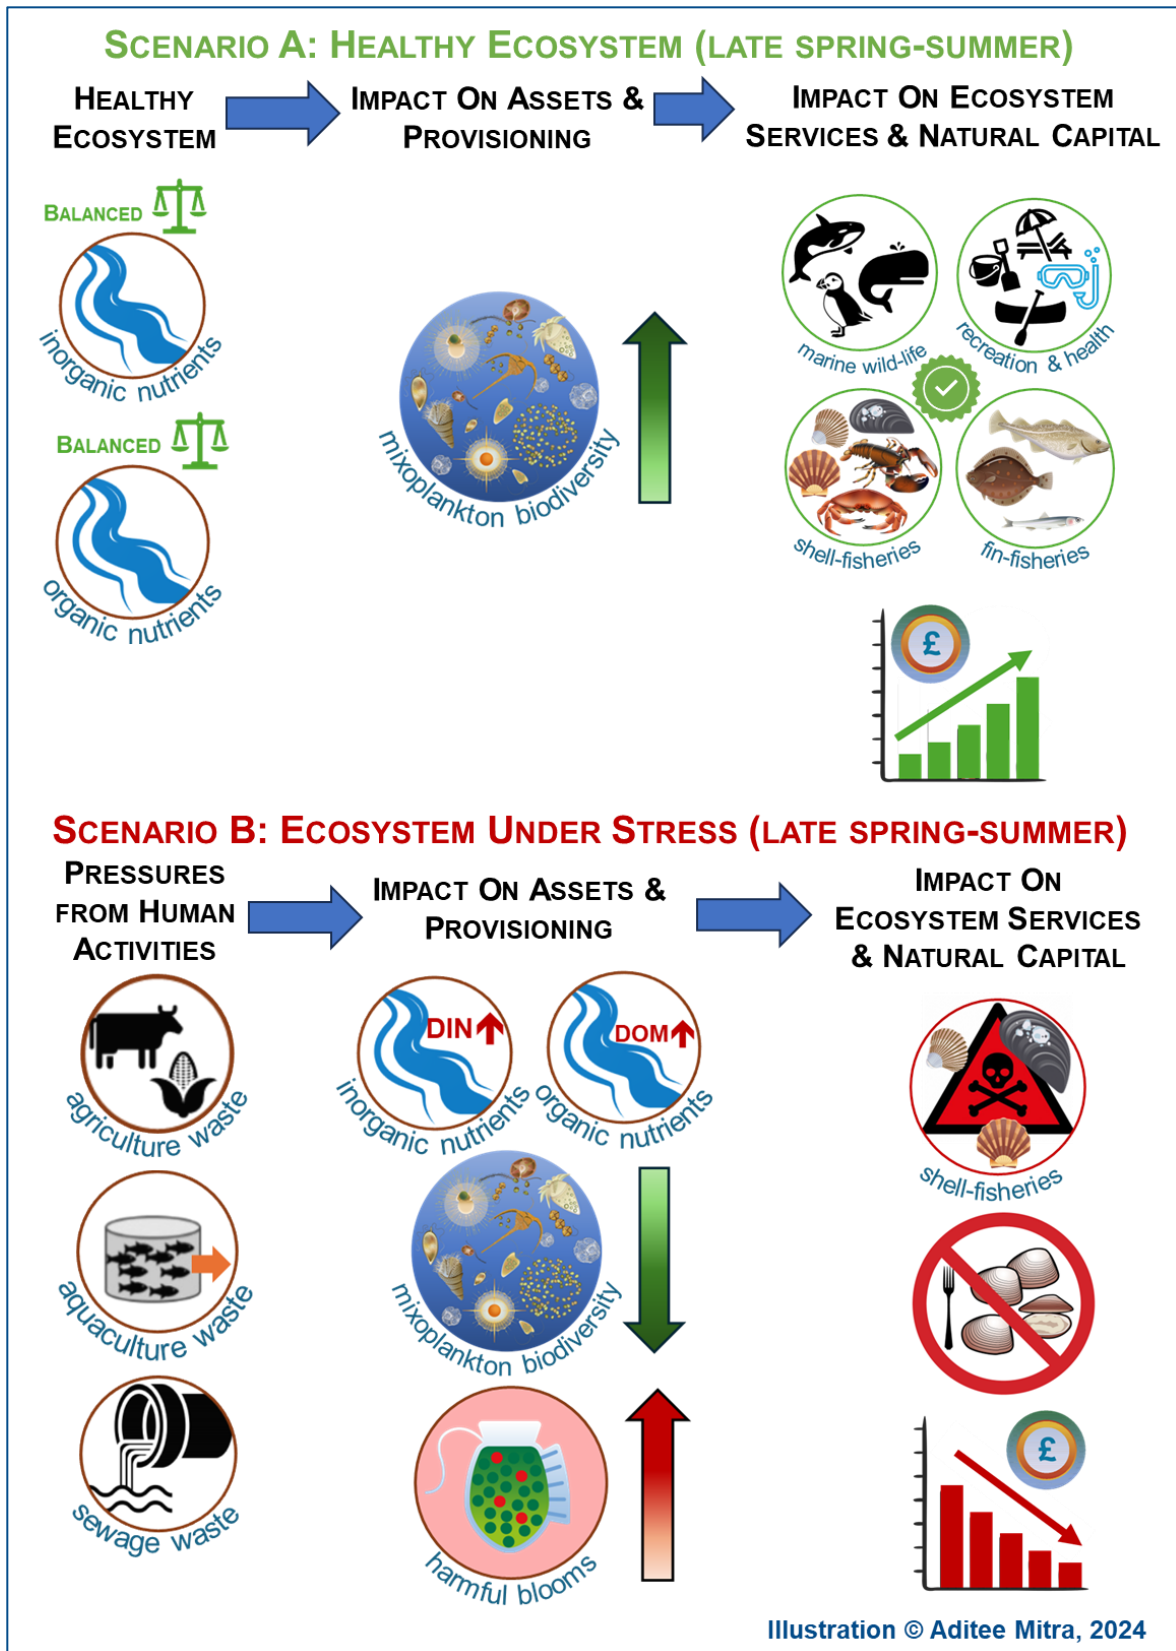 SCENARIO A: HEALTHY ECOSYSTEM (LATE SPRING-SUMMER)
HEALTHY
ECOSYSTEM
IMPACT ON ASSETS &
PROVISIONING
IMPACT ON ECOSYSTEM
SERVICES & NATURAL CAPITAL
BALANCED
inorganic nutrients
BALANCED
organic nutrients
mixoplankton biodiversity
marine wild-life
recreation & health
shell-fisheries
fin-fisheries
£
SCENARIO B: ECOSYSTEM UNDER STRESS (LATE SPRING-SUMMER)
PRESSURES
FROM HUMAN
ACTIVITIES
IMPACT ON ASSETS &
PROVISIONING
IMPACT ON
ECOSYSTEM SERVICES
& NATURAL CAPITAL
agriculture waste
aquaculture waste
sewage waste
DIN
inorganic nutrients
DOM
organic nutrients
mixoplankton biodiversity
harmful blooms
shell-fisheries
£
Illustration © Aditee Mitra, 2024